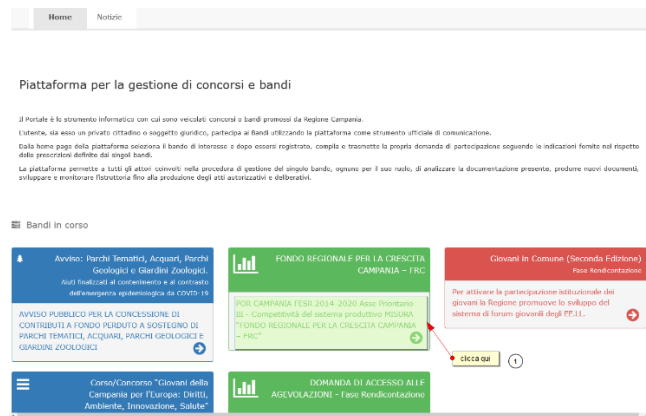 Home Notizie
Piattaforma per la gestione di concorsi e bandi
Il Portale è lo strumento informatico con cui sono veicolati concorsi e bandi promossi da Regione Campania.
L'utente, sia esso un privato cittadino o soggetto giuridico, partecipa ai Bandi utilizzando la piattaforma come strumento ufficiale di comunicazione.
Dalla home page della piattaforma seleziona il bando di interesse e dopo essersi registrato, compila e trasmette la propria domanda di partecipazione seguendo le indicazioni fornite nel rispetto
delle prescrizioni definite dai singoli bandi.
La piattaforma permette a tutti gli attori coinvolti nella procedura di gestione del singolo bando, ognuno per il suo ruolo, di analizzare la documentazione presente, produrre nuovi documenti,
sviluppare e monitorare l'istruttoria fino alla produzione degli atti autorizzativi e deliberativi.
Bandi in corso
Avviso: Parchi Tematici, Acquari, Parchi
Geologici e Giardini Zoologici.
Aiuti finalizzati al contenimento e al contrasto
dell'emergenza epidemiologica da COVID-19
AVVISO PUBBLICO PER LA CONCESSIONE DI
CONTRIBUTI A FONDO PERDUTO A SOSTEGNO DI
PARCHI TEMATICI, ACQUARI, PARCHI GEOLOGICI E
GIARDINI ZOOLOGICI
FONDO REGIONALE PER LA CRESCITA
CAMPANIA – FRC
POR CAMPANIA FESR 2014-2020 Asse Prioritario
III - Competitività del sistema produttivo MISURA
"FONDO REGIONALE PER LA CRESCITA CAMPANIA
– FRC"
Giovani in Comune (Seconda Edizione)
Fase Rendicontazione
Per attivare la partecipazione istituzionale dei
giovani la Regione promuove lo sviluppo del
sistema di forum giovanili degli EE.LL.
clicca qui 1
Corso/Concorso "Giovani della
Campania per l'Europa: Diritti,
Ambiente, Innovazione, Salute"
DOMANDA DI ACCESSO ALLE
AGEVOLAZIONI - Fase Rendicontazione